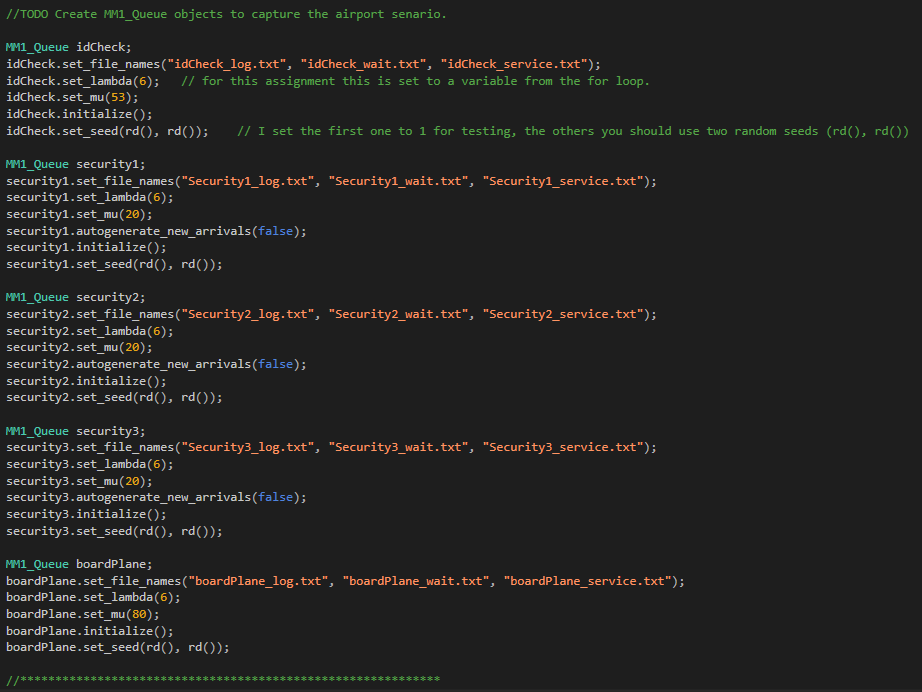 //TODO Create MM1_Queue objects to capture the airport senario.
MM1_Queue idCheck;
idCheck.set_file_names("idCheck_log.txt", "idCheck_wait.txt", "idCheck_service.txt");
idCheck.set_lambda(6);   // for this assignment this is set to a variable from the for loop.
idCheck.set_mu(53);
idCheck.initialize();
idCheck.set_seed(rd(), rd());    // I set the first one to 1 for testing, the others you should use two random seeds (rd(), rd())
MM1_Queue security1;
security1.set_file_names("Security1_log.txt", "Security1_wait.txt", "Security1_service.txt");
security1.set_lambda(6);
security1.set_mu(20);
security1.autogenerate_new_arrivals(false);
security1.initialize();
security1.set_seed(rd(), rd());
MM1_Queue security2;
security2.set_file_names("Security2_log.txt", "Security2_wait.txt", "Security2_service.txt");
security2.set_lambda(6);
security2.set_mu(20);
security2.autogenerate_new_arrivals(false);
security2.initialize();
security2.set_seed(rd(), rd());
MM1_Queue security3;
security3.set_file_names("Security3_log.txt", "Security3_wait.txt", "Security3_service.txt");
security3.set_lambda(6);
security3.set_mu(20);
security3.autogenerate_new_arrivals(false);
security3.initialize();
security3.set_seed(rd(), rd());
MM1_Queue boardPlane;
boardPlane.set_file_names("boardPlane_log.txt", "boardPlane_wait.txt", "boardPlane_service.txt");
boardPlane.set_lambda(6);
boardPlane.set_mu(80);
boardPlane.initialize();
boardPlane.set_seed(rd(), rd());
//************************************************************